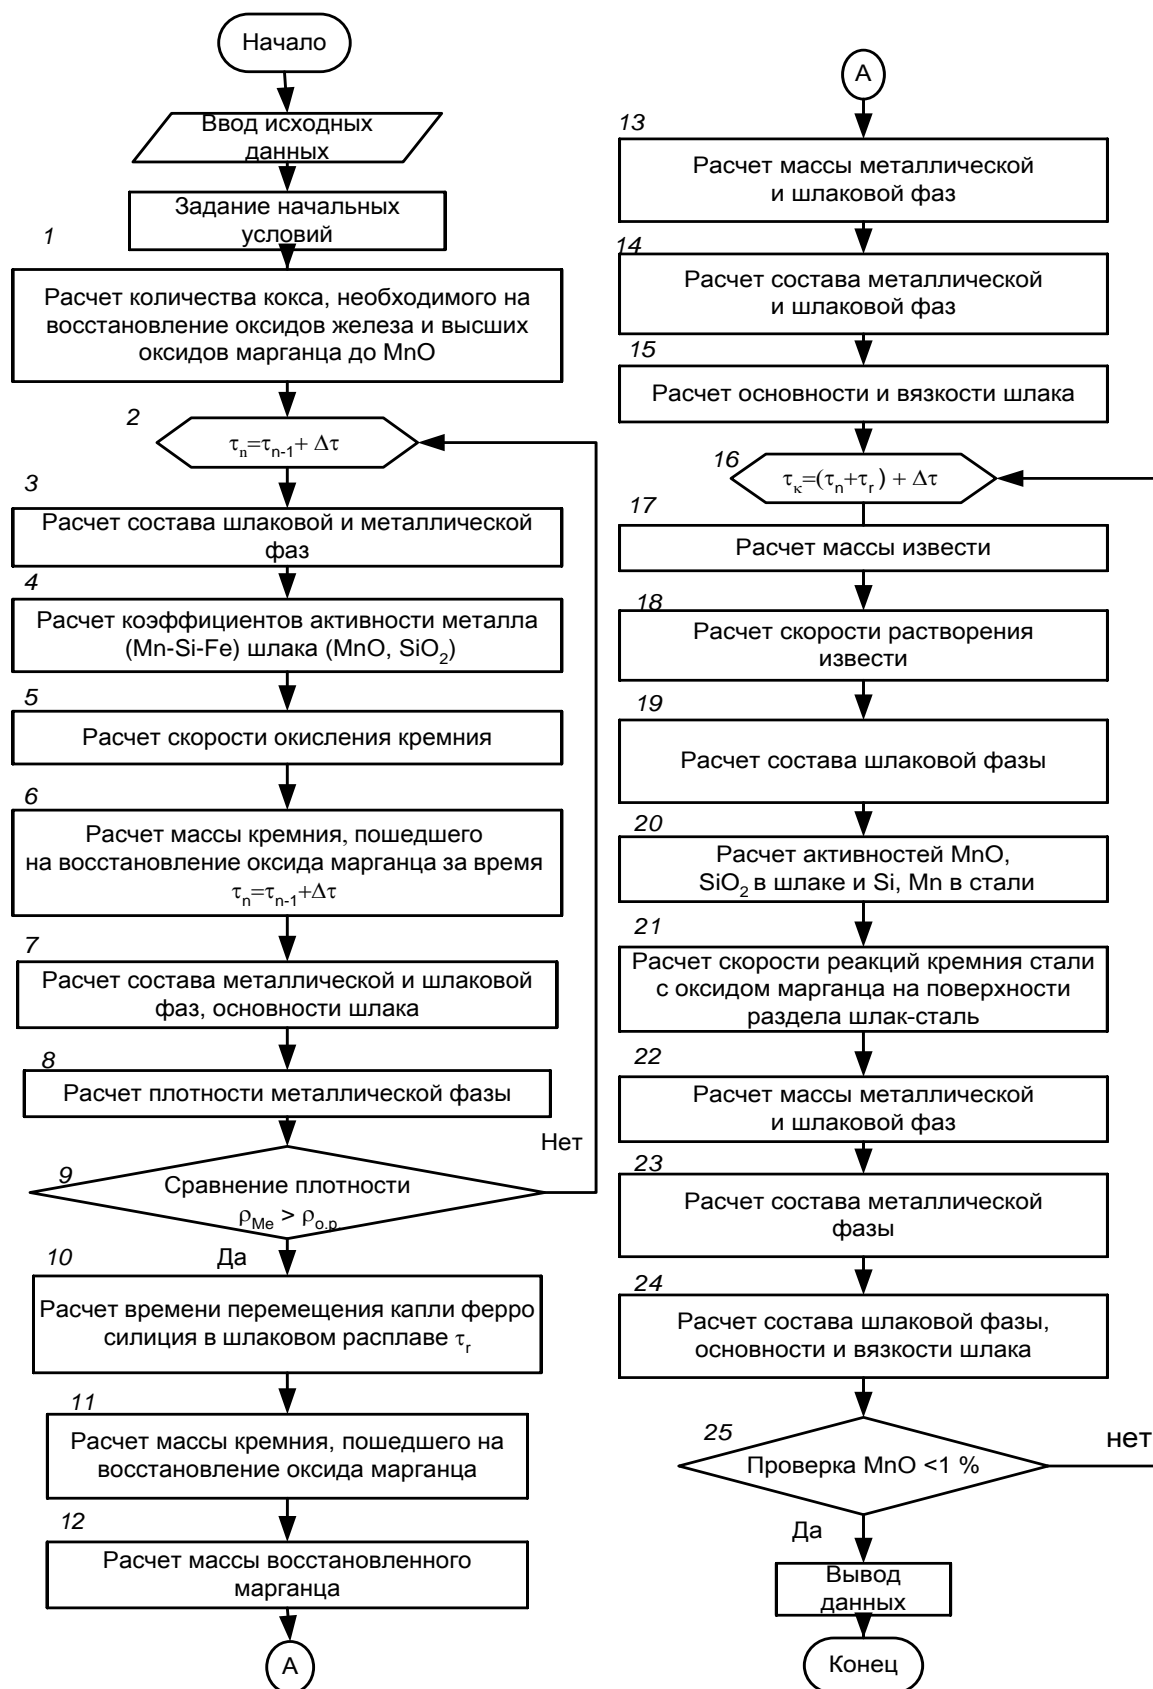 Начало
Ввод исходных
данных
Задание начальных
условий
1
Расчет количества кокса, необходимого на
восстановление оксидов железа и высших
оксидов марганца до MnO
2
τn=τn-1+ Δτ
3
Расчет состава шлаковой и металлической
фаз
4
Расчет коэффициентов активности металла
(Mn-Si-Fe) шлака (MnO, SiO2)
5
Расчет скорости окисления кремния
6
Расчет массы кремния, пошедшего
на восстановление оксида марганца за время
τn=τn-1+Δτ
7
Расчет состава металлической и шлаковой
фаз, основности шлака
8
Расчет плотности металлической фазы
Нет
9
Сравнение плотности
ρMe > ρo.p
Да
10
Расчет времени перемещения капли ферро
силиция в шлаковом расплаве τr
11
Расчет массы кремния, пошедшего на
восстановление оксида марганца
12
Расчет массы восстановленного
марганца
А
А
13
Расчет массы металлической
и шлаковой фаз
14
Расчет состава металлической
и шлаковой фаз
15
Расчет основности и вязкости шлака
16
τк=(τn+τr) + Δτ
17
Расчет массы извести
18
Расчет скорости растворения
извести
19
Расчет состава шлаковой фазы
20
Расчет активностей MnO,
SiO2 в шлаке и Si, Mn в стали
21
Расчет скорости реакций кремния стали
с оксидом марганца на поверхности
раздела шлак-сталь
22
Расчет массы металлической
и шлаковой фаз
23
Расчет состава металлической
фазы
24
Расчет состава шлаковой фазы,
основности и вязкости шлака
25
Проверка MnO <1 %
нет
Да
Вывод
данных
Конец